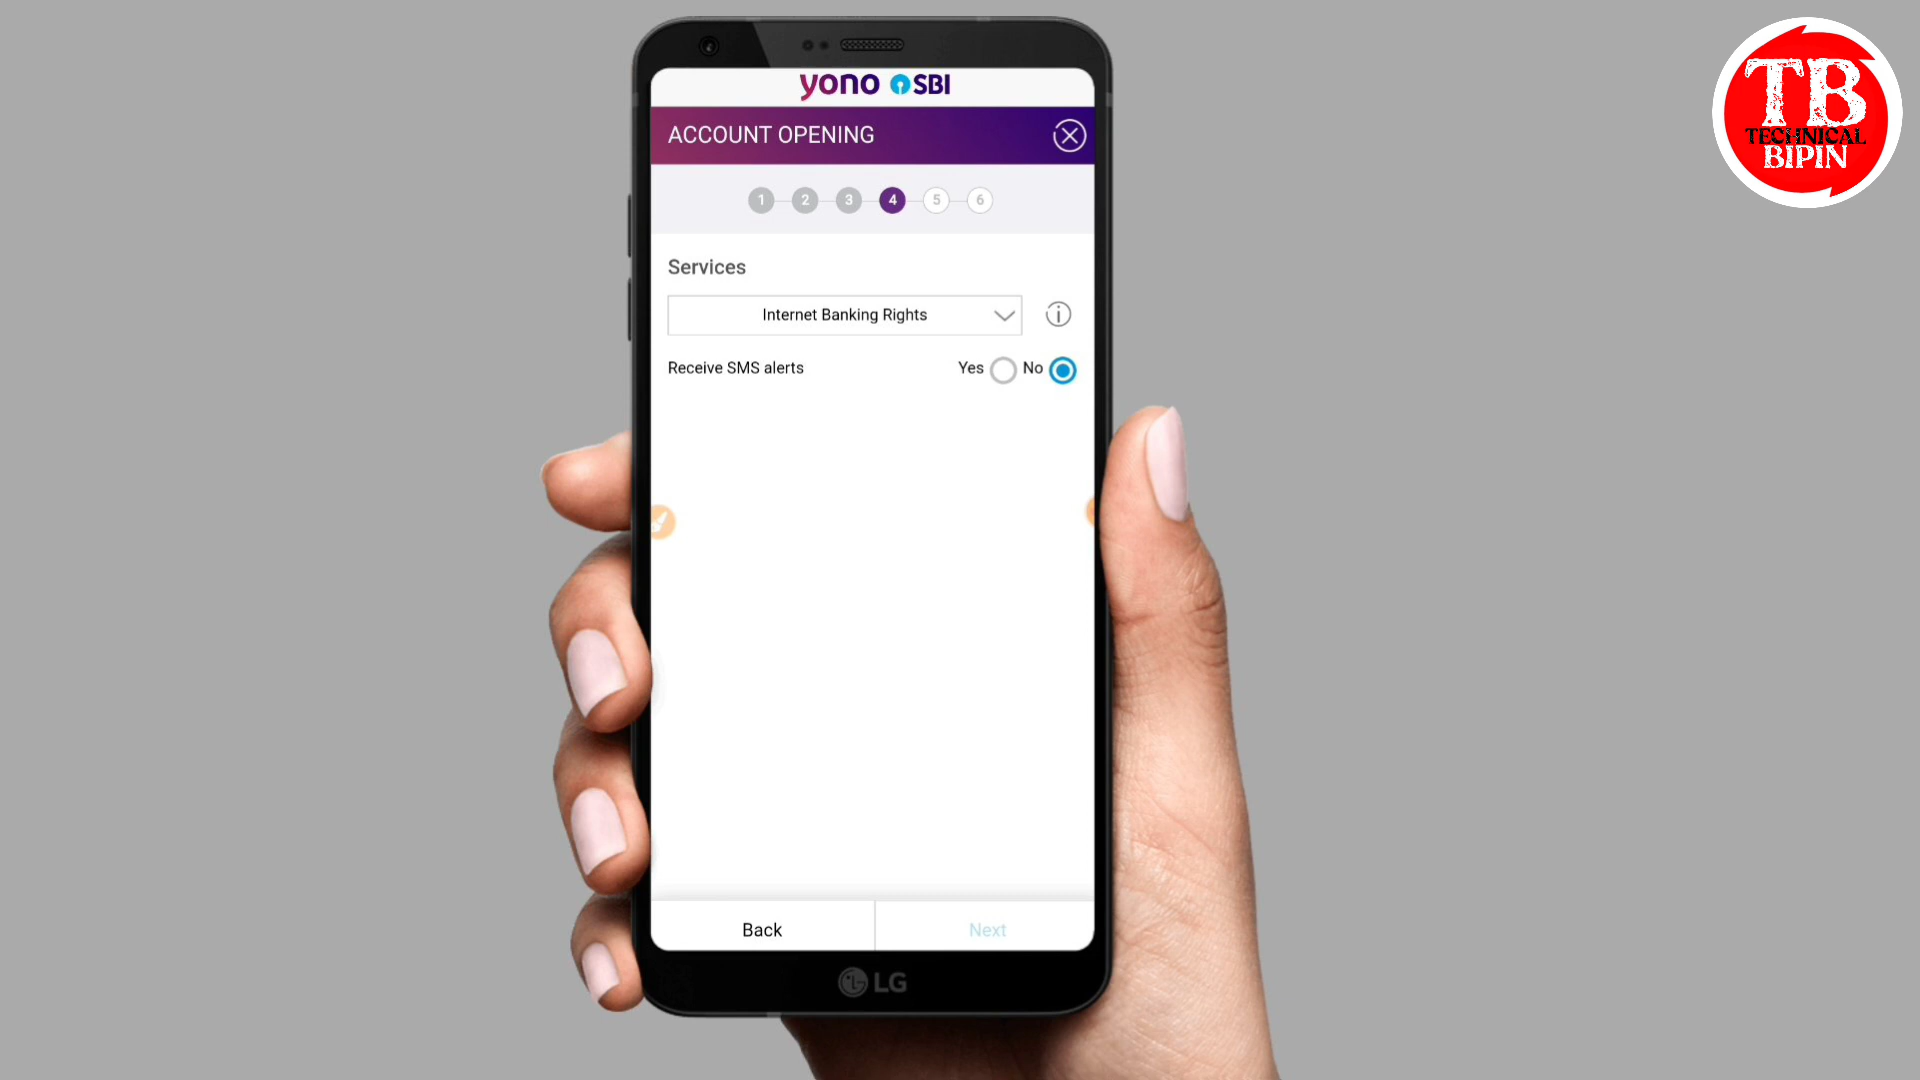 yono SBI
ACCOUNT OPENING
1 2 3 4 5 6
Services
Internet Banking Rights
Receive SMS alerts Yes No
Back Next
LG
TB
TECHNICAL
BIPIN